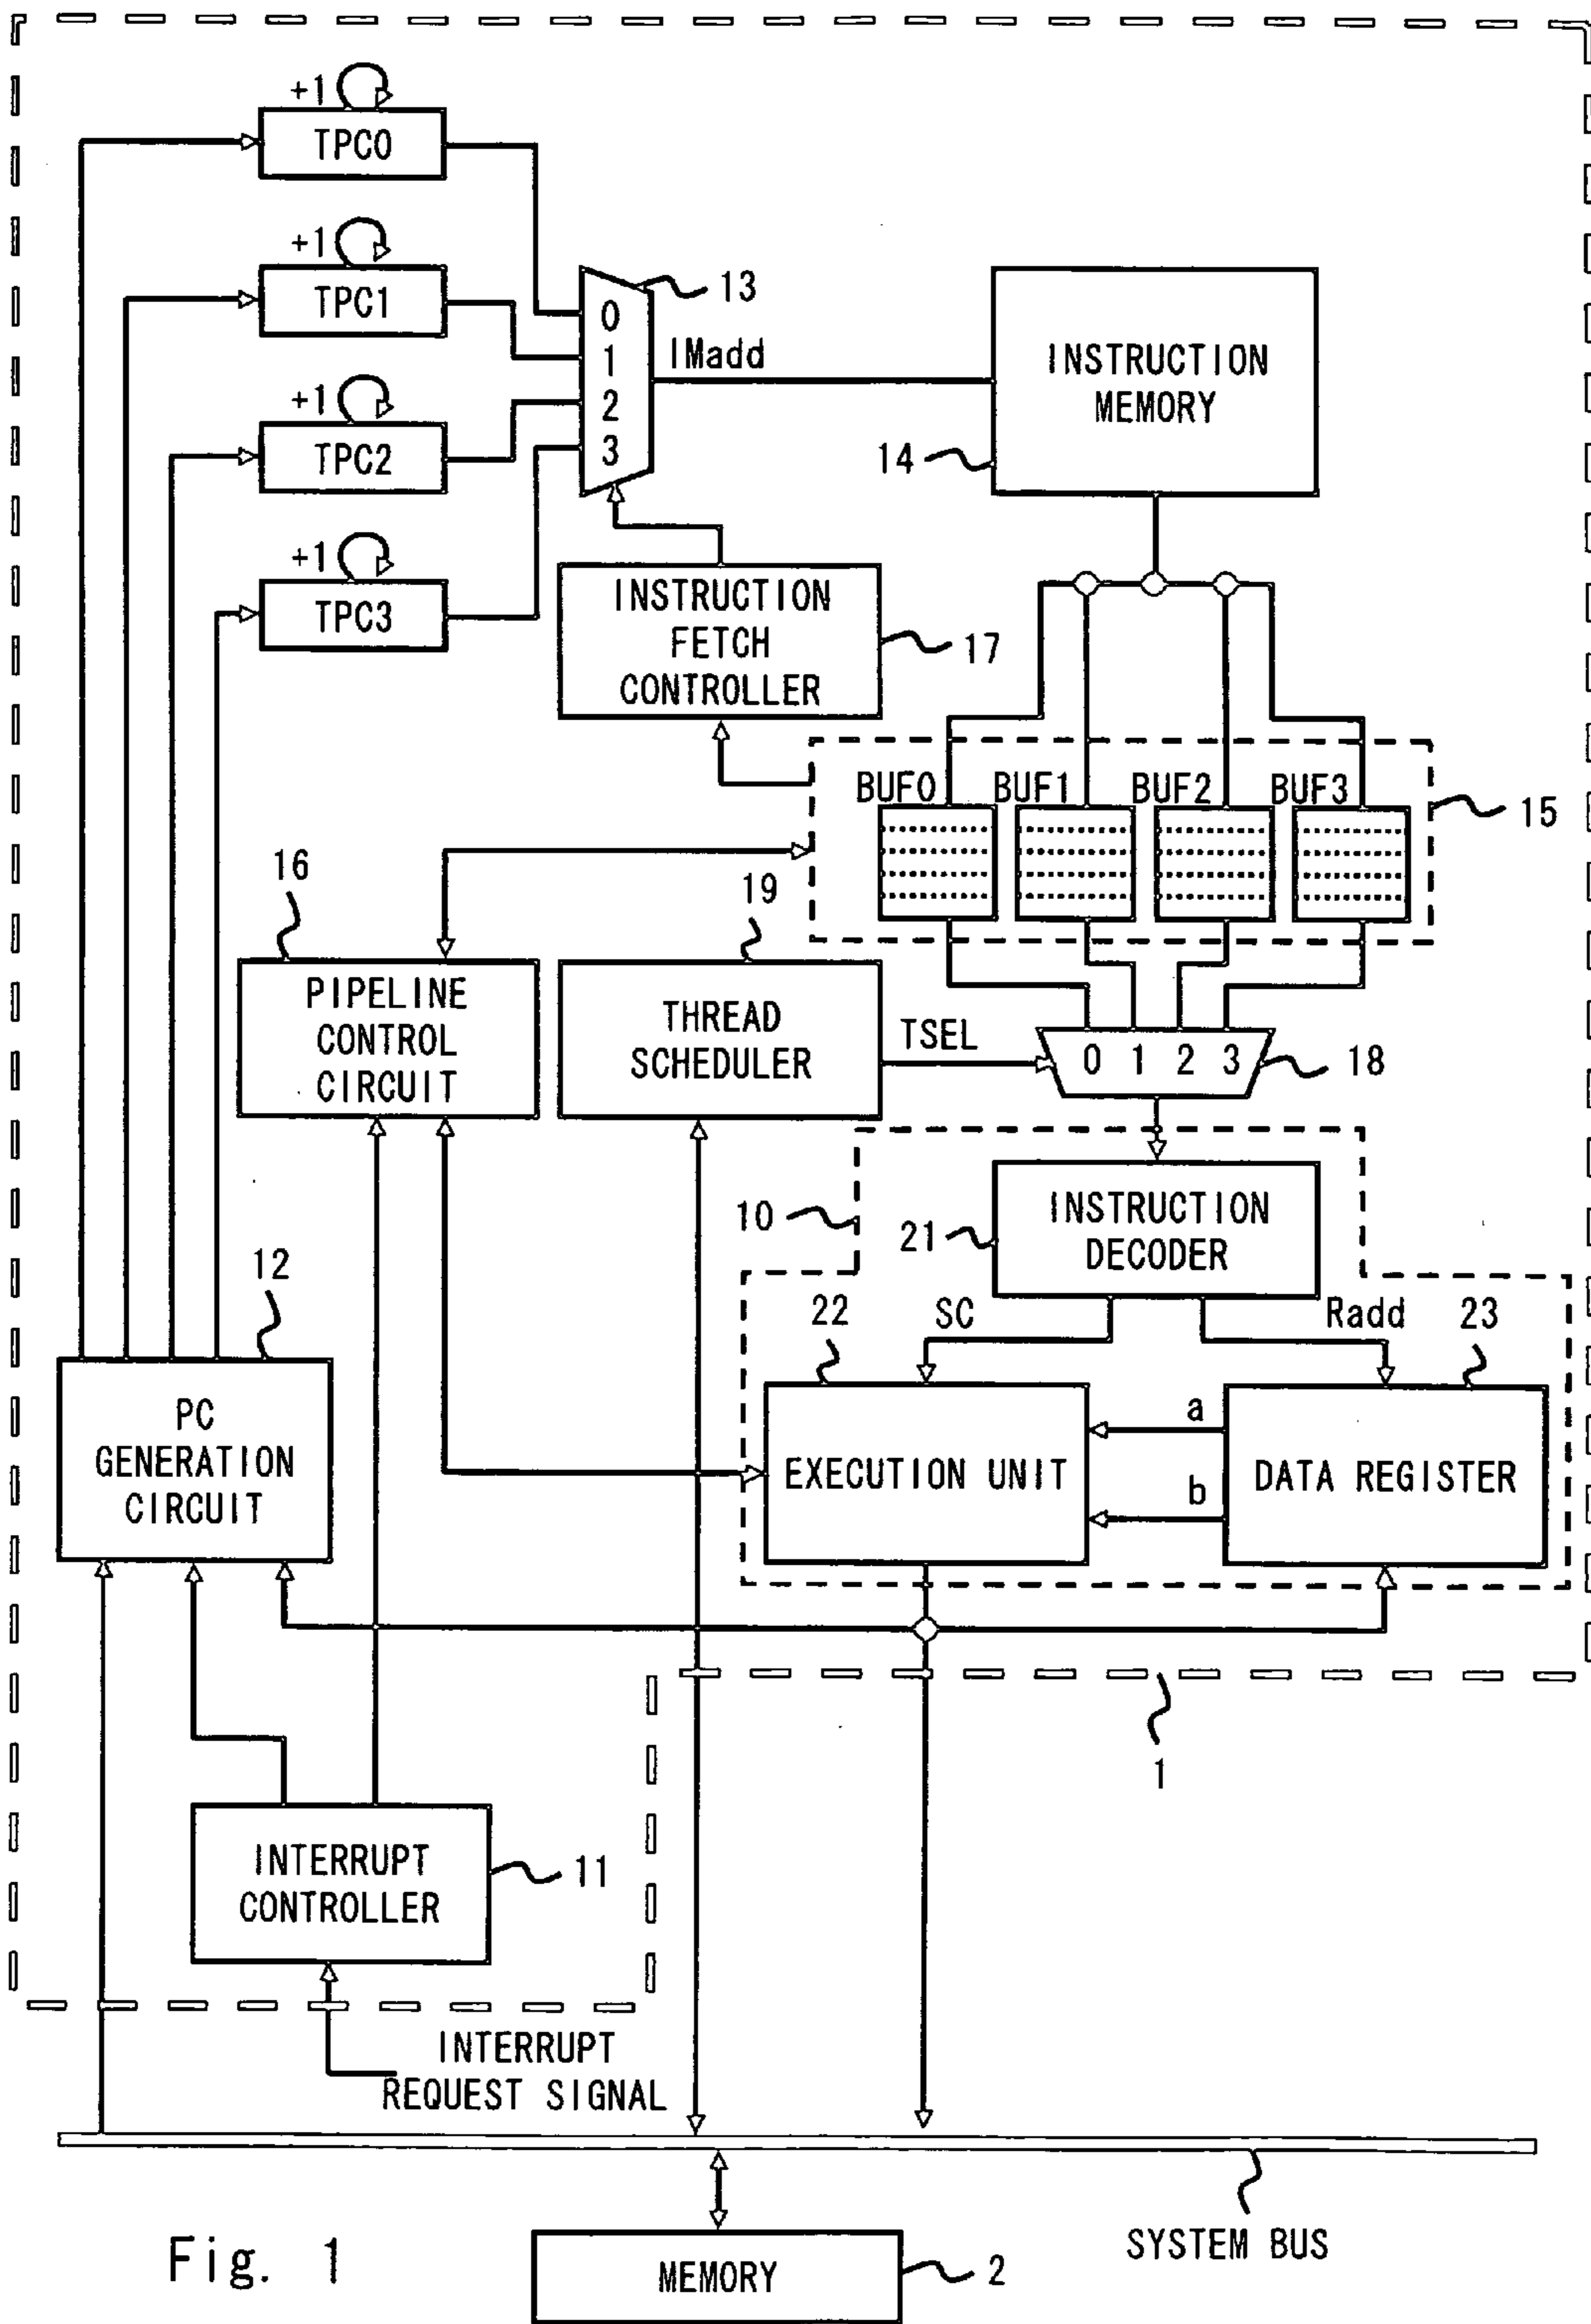 +1
TPC0
+1
TPC1
+1
TPC2
+1
TPC3
13
0
1
2
3
IMadd
INSTRUCTION
MEMORY
14
INSTRUCTION
FETCH
CONTROLLER
17
BUF0
BUF1
BUF2
BUF3
15
16
PIPELINE
CONTROL
CIRCUIT
19
THREAD
SCHEDULER
TSEL
0 1 2 3
18
10
21
INSTRUCTION
DECODER
12
PC
GENERATION
CIRCUIT
22
SC
Radd
23
EXECUTION UNIT
a
b
DATA REGISTER
1
INTERRUPT
CONTROLLER
11
INTERRUPT
REQUEST SIGNAL
SYSTEM BUS
MEMORY
2
Fig. 1